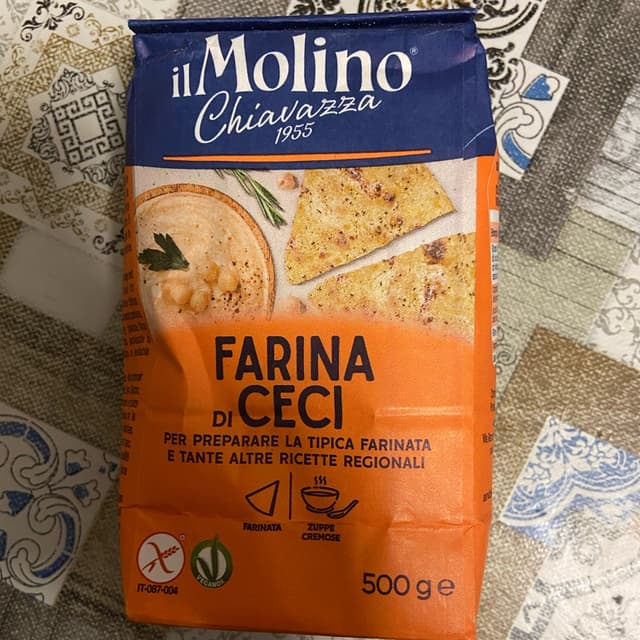 il Molino®
Chiavazza
1955
FARINA
DI CECI
PER PREPARARE LA TIPICA FARINATA
E TANTE ALTRE RICETTE REGIONALI
FARINATA
ZUPPE
CREMOSE
IT-087-004
VEGANOK
500 g e